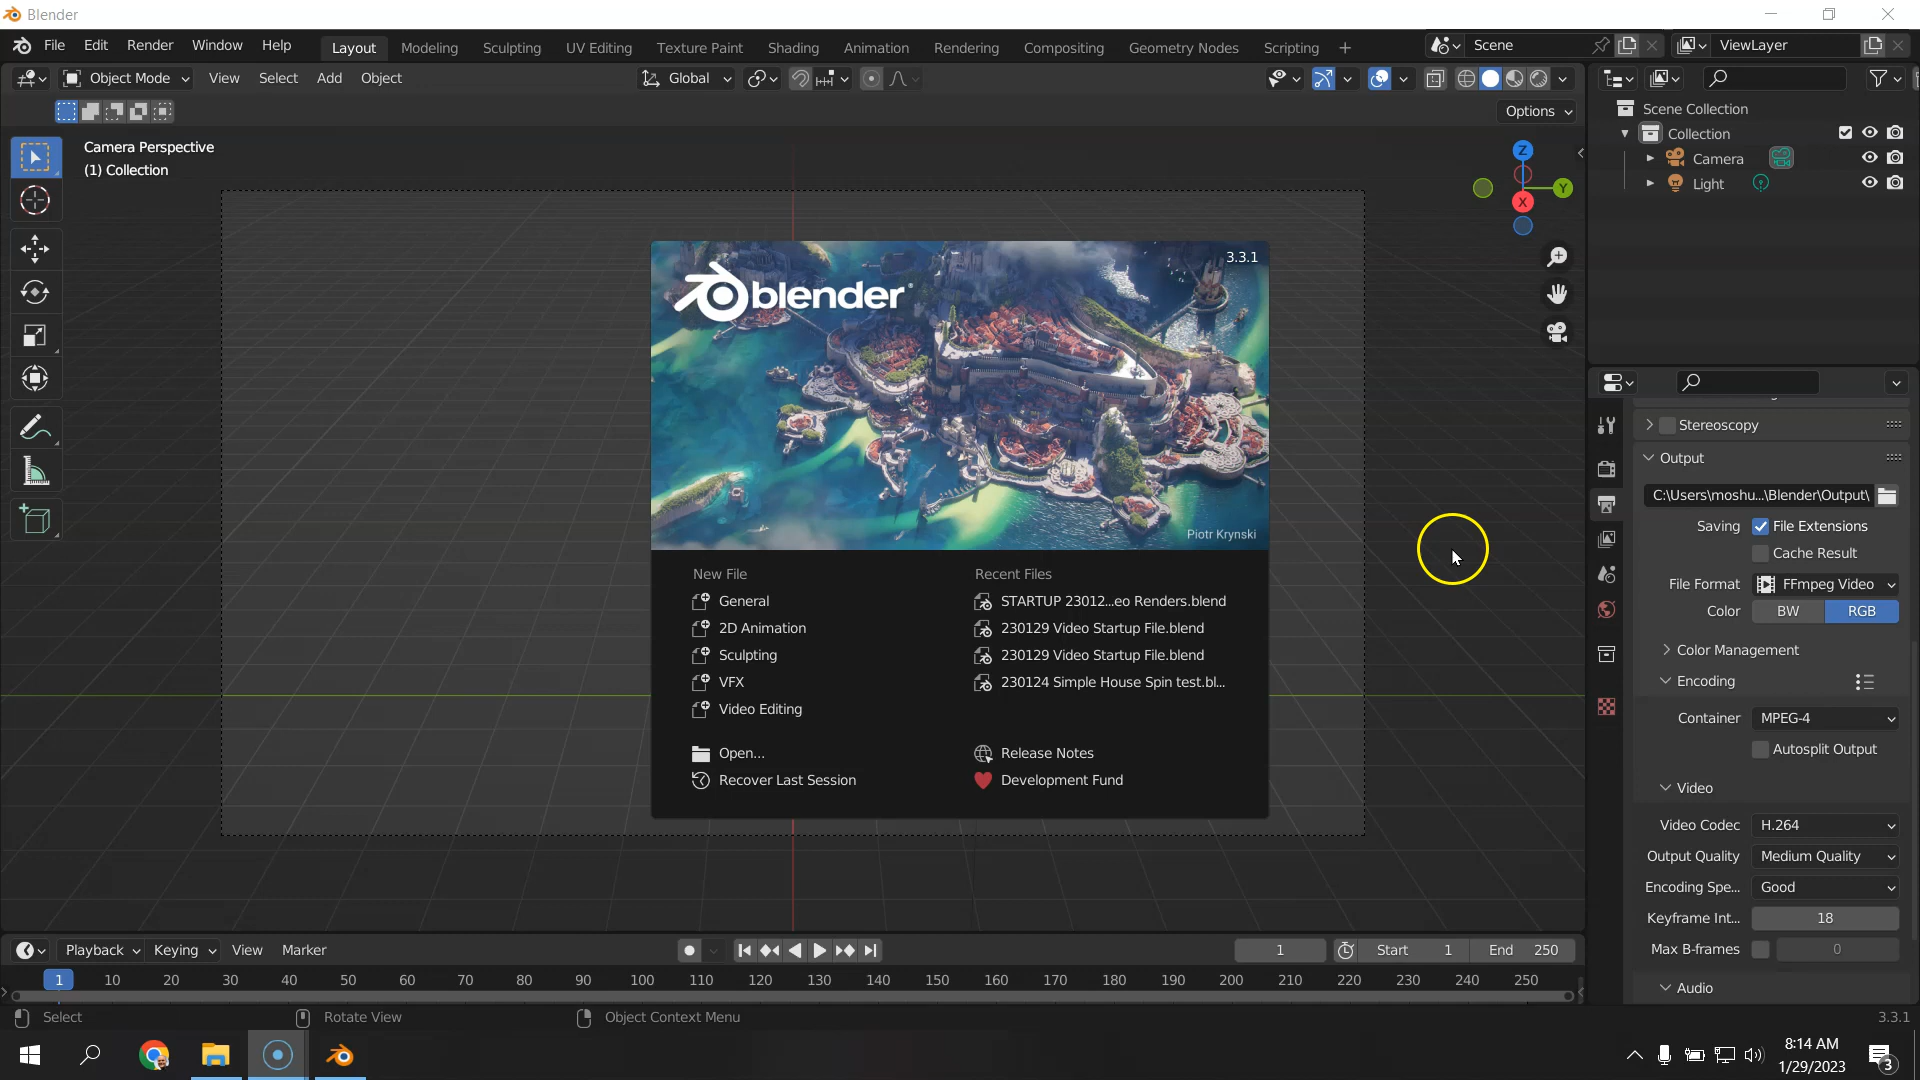 Blender
File Edit Render Window Help Layout Modeling Sculpting UV Editing Texture Paint Shading Animation Rendering Compositing Geometry Nodes Scripting + Scene ViewLayer
Object Mode View Select Add Object Global
Options
Camera Perspective
(1) Collection
Z
Y
X
Scene Collection
Collection
Camera
Light
3.3.1
blender
Piotr Krynski
New File
General
2D Animation
Sculpting
VFX
Video Editing
Open...
Recover Last Session
Recent Files
STARTUP 23012...eo Renders.blend
230129 Video Startup File.blend
230129 Video Startup File.blend
230124 Simple House Spin test.bl...
Release Notes
Development Fund
Stereoscopy
Output
C:\Users\moshu...\Blender\Output\
Saving File Extensions
Cache Result
File Format FFmpeg Video
Color BW RGB
Color Management
Encoding
Container MPEG-4
Autosplit Output
Video
Video Codec H.264
Output Quality Medium Quality
Encoding Spe... Good
Keyframe Int... 18
Max B-frames 0
Audio
Playback Keying View Marker 1 Start 1 End 250
1 10 20 30 40 50 60 70 80 90 100 110 120 130 140 150 160 170 180 190 200 210 220 230 240 250
Select Rotate View Object Context Menu 3.3.1
8:14 AM
1/29/2023
3